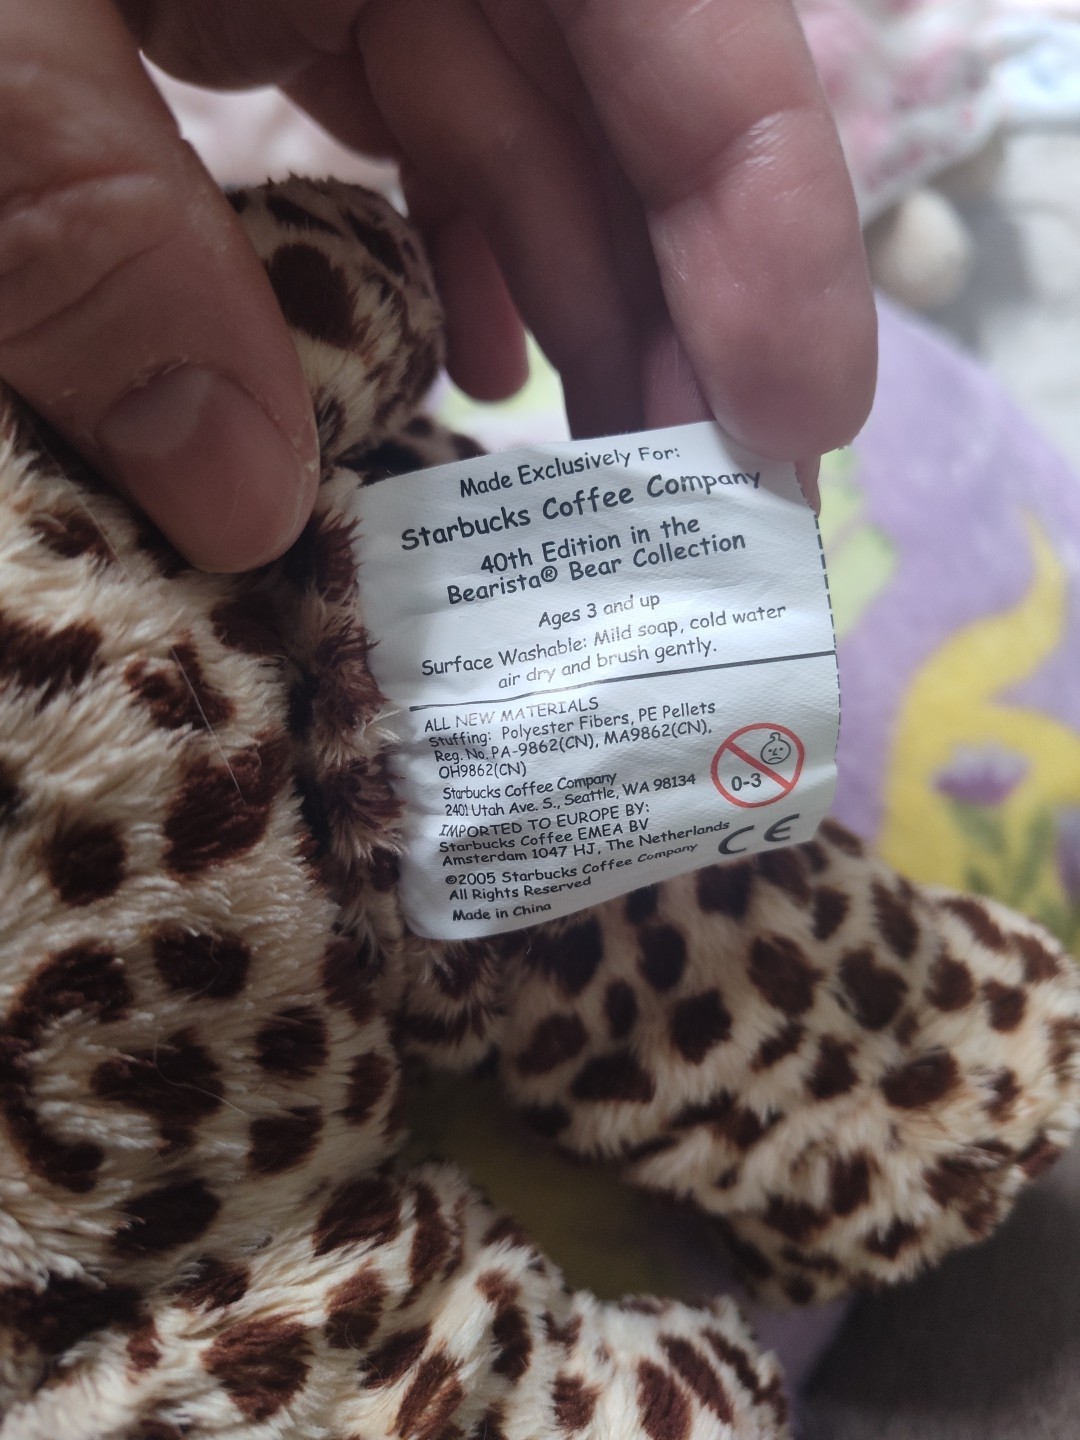 Made Exclusively For:
Starbucks Coffee Company
40th Edition in the
Bearista® Bear Collection
Ages 3 and up
Surface Washable: Mild soap, cold water
air dry and brush gently.
ALL NEW MATERIALS
Stuffing: Polyester Fibers, PE Pellets
Reg. No. PA-9862(CN), MA9862(CN),
OH9862(CN)
Starbucks Coffee Company
2401 Utah Ave. S., Seattle, WA 98134
IMPORTED TO EUROPE BY:
Starbucks Coffee EMEA BV
Amsterdam 1047 HJ, The Netherlands
©2005 Starbucks Coffee Company
All Rights Reserved
Made in China
0-3
CE